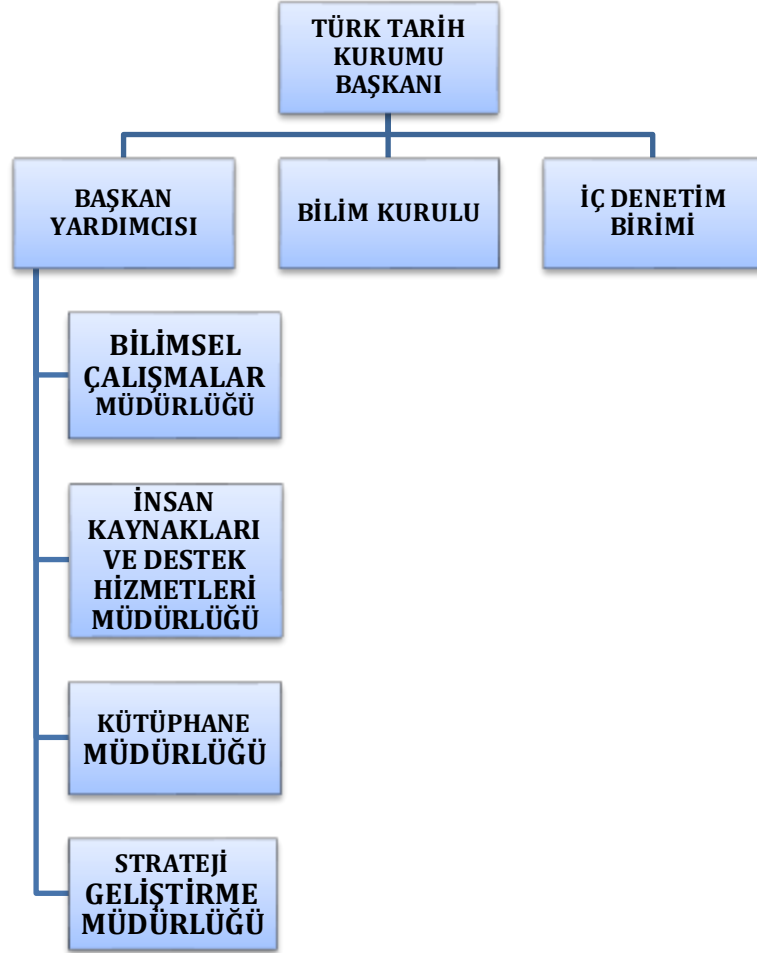 TÜRK TARİH
KURUMU
BAŞKANI
BAŞKAN
YARDIMCISI
BİLİM KURULU
İÇ DENETİM
BİRİMİ
BİLİMSEL
ÇALIŞMALAR
MÜDÜRLÜĞÜ
İNSAN
KAYNAKLARI
VE DESTEK
HİZMETLERİ
MÜDÜRLÜĞÜ
KÜTÜPHANE
MÜDÜRLÜĞÜ
STRATEJİ
GELİŞTİRME
MÜDÜRLÜĞÜ